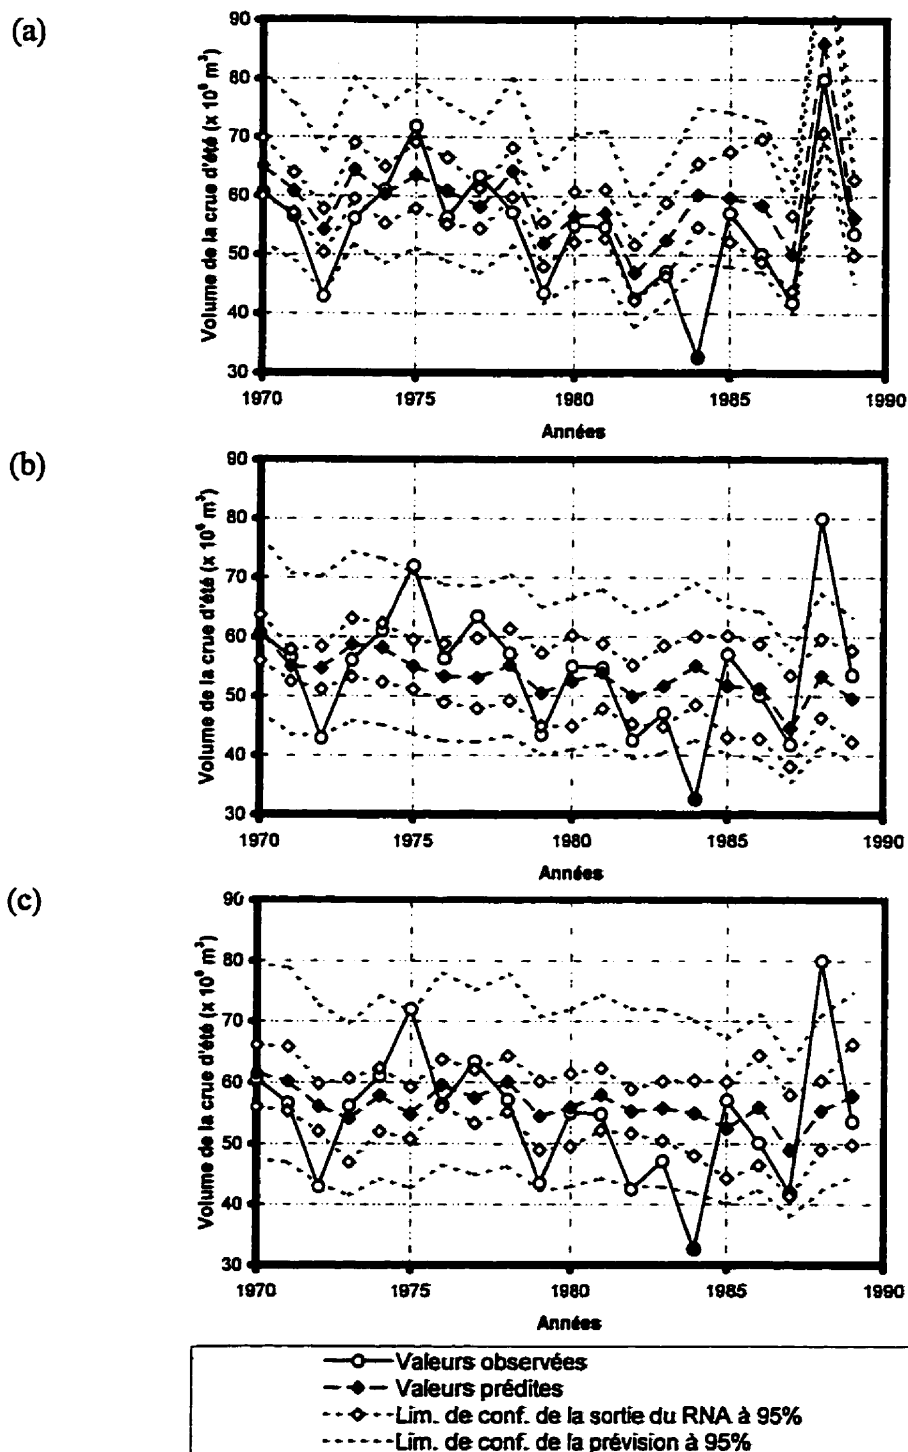 (a)
Volume de la crue d'été (x 10⁶ m³)
90
80
70
60
50
40
30
1970
1975
1980
1985
1990
Années
(b)
Volume de la crue d'été (x 10⁶ m³)
90
80
70
60
50
40
30
1970
1975
1980
1985
1990
Années
(c)
Volume de la crue d'été (x 10⁶ m³)
90
80
70
60
50
40
30
1970
1975
1980
1985
1990
Années
Valeurs observées
Valeurs prédites
Lim. de conf. de la sortie du RNA à 95%
Lim. de conf. de la prévision à 95%